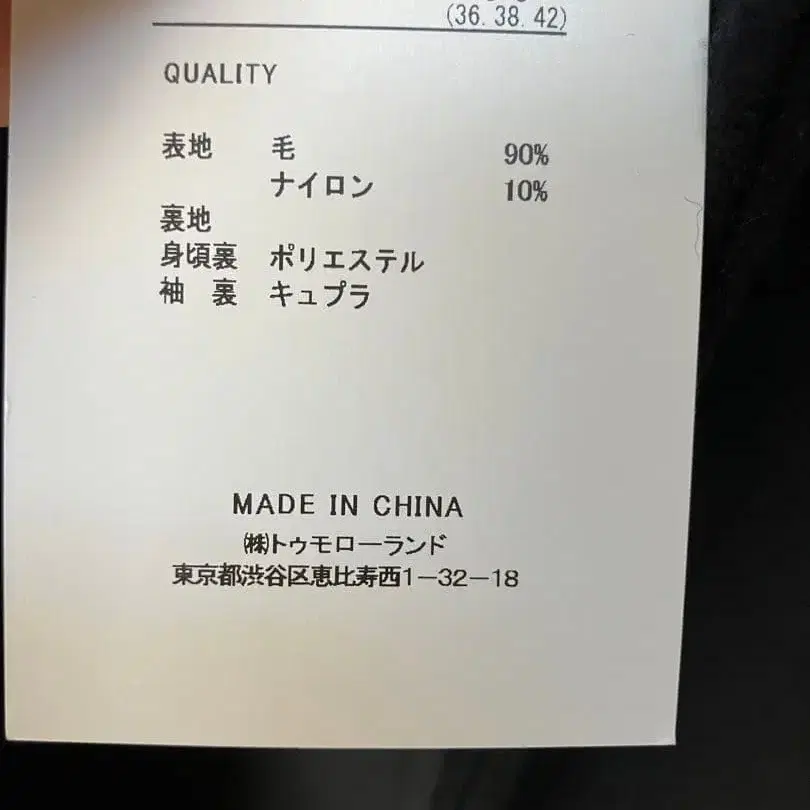 (36.38.42)
QUALITY
表地 毛 90%
ナイロン 10%
裏地
身頃裏 ポリエステル
袖 裏 キュプラ
MADE IN CHINA
㈱トゥモローランド
東京都渋谷区恵比寿西1－32－18